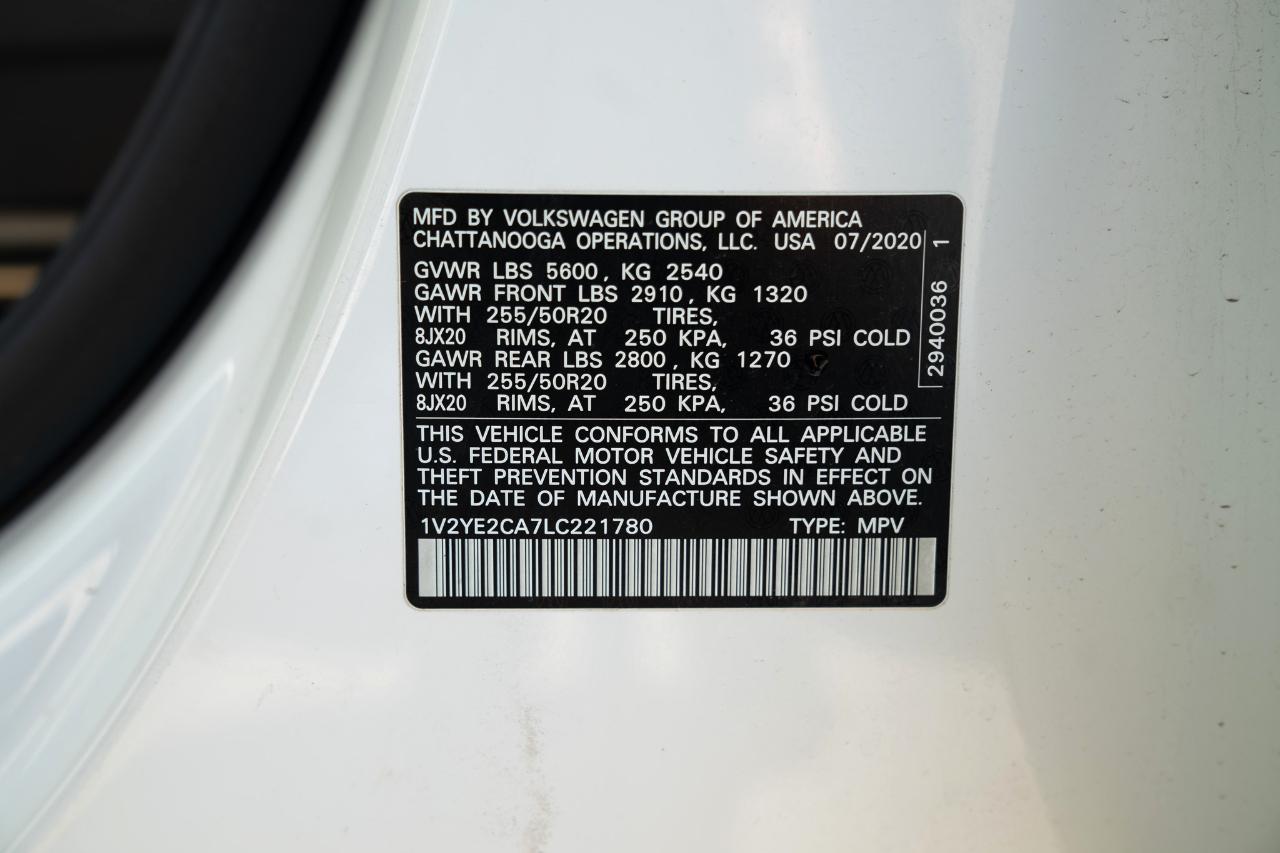 MFD BY VOLKSWAGEN GROUP OF AMERICA
CHATTANOOGA OPERATIONS, LLC. USA 07/2020
GVWR LBS 5600, KG 2540
GAWR FRONT LBS 2910, KG 1320
WITH 255/50R20 TIRES,
8JX20 RIMS, AT 250 KPA, 36 PSI COLD
GAWR REAR LBS 2800, KG 1270
WITH 255/50R20 TIRES,
8JX20 RIMS, AT 250 KPA, 36 PSI COLD
2940036 1
THIS VEHICLE CONFORMS TO ALL APPLICABLE
U.S. FEDERAL MOTOR VEHICLE SAFETY AND
THEFT PREVENTION STANDARDS IN EFFECT ON
THE DATE OF MANUFACTURE SHOWN ABOVE.
1V2YE2CA7LC221780 TYPE: MPV